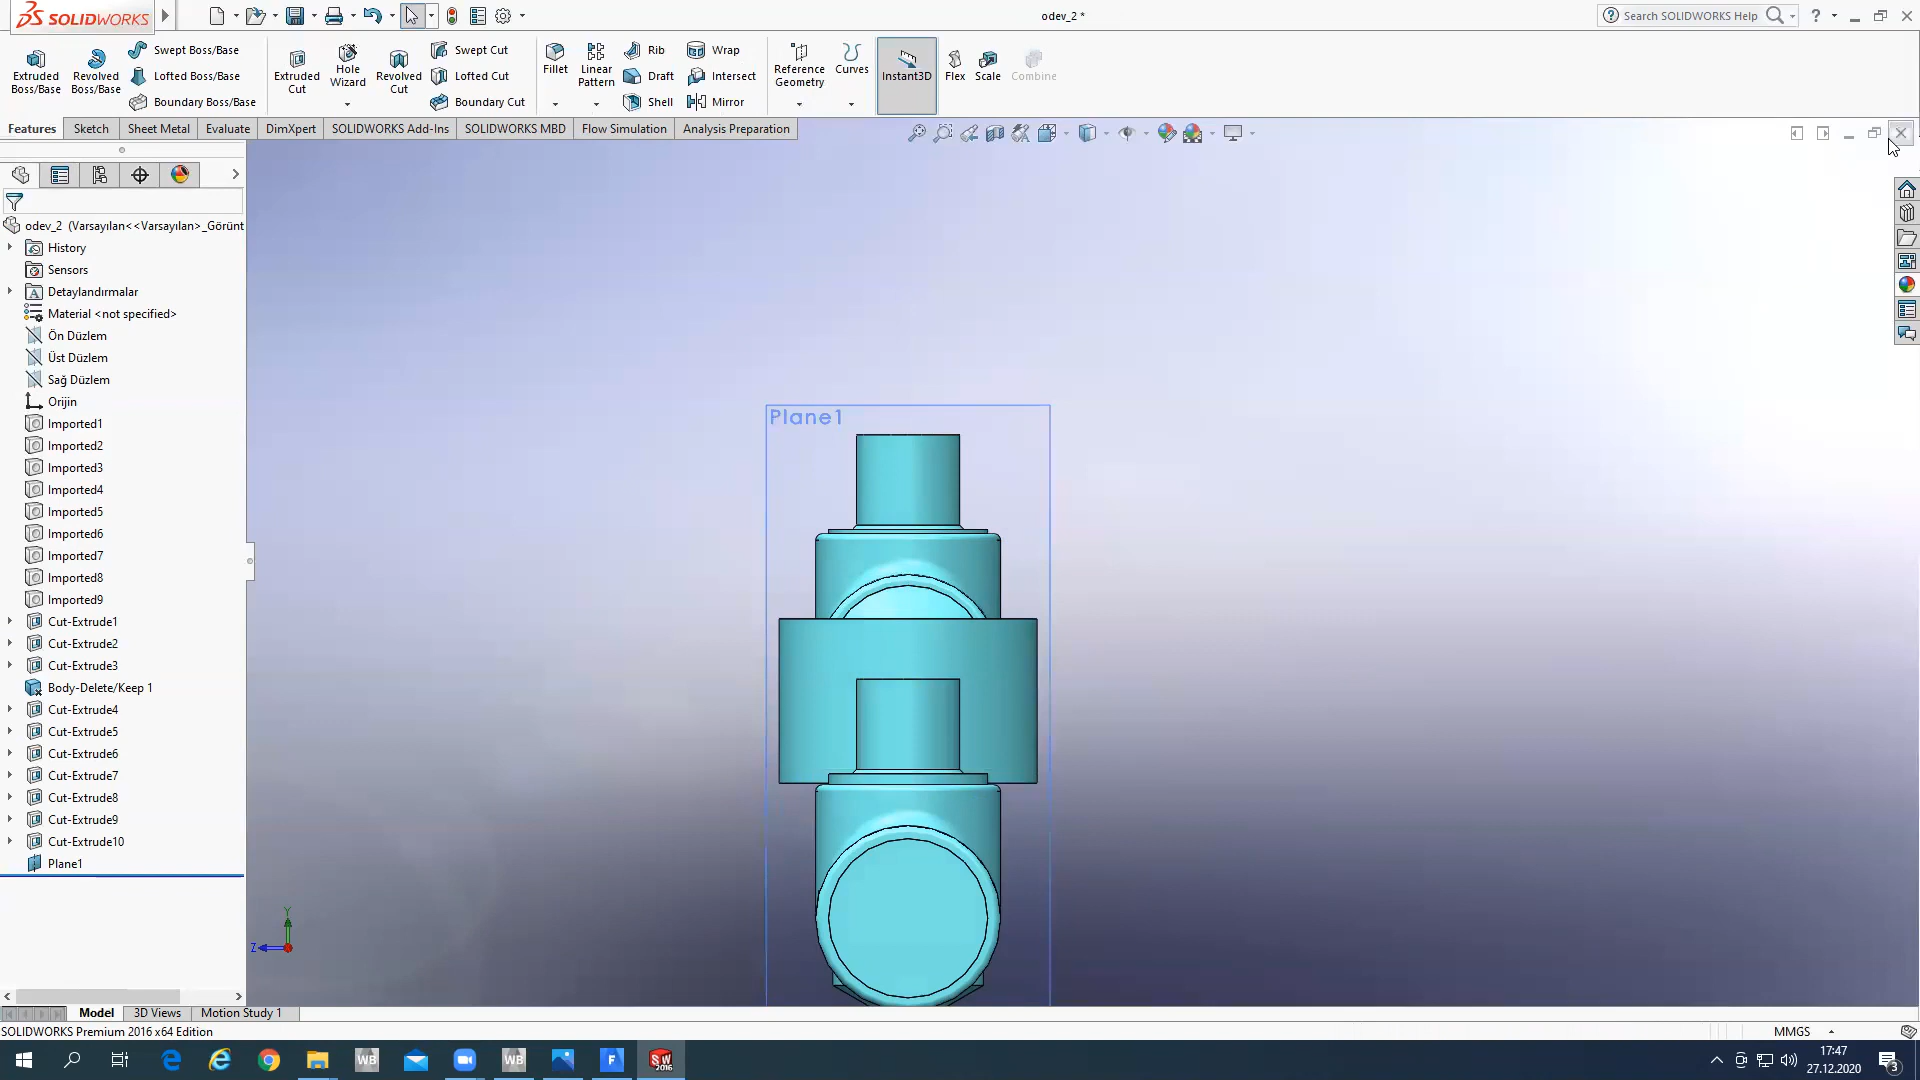 SOLIDWORKS
odev_2 *
Search SOLIDWORKS Help
?
Extruded Boss/Base
Revolved Boss/Base
Swept Boss/Base
Lofted Boss/Base
Boundary Boss/Base
Extruded Cut
Hole Wizard
Revolved Cut
Swept Cut
Lofted Cut
Boundary Cut
Fillet
Linear Pattern
Rib
Draft
Shell
Wrap
Intersect
Mirror
Reference Geometry
Curves
Instant3D
Flex
Scale
Combine
Features
Sketch
Sheet Metal
Evaluate
DimXpert
SOLIDWORKS Add-Ins
SOLIDWORKS MBD
Flow Simulation
Analysis Preparation
odev_2 (Varsayılan<<Varsayılan>_Görünt
History
Sensors
Detaylandırmalar
Material <not specified>
Ön Düzlem
Üst Düzlem
Sağ Düzlem
Orijin
Imported1
Imported2
Imported3
Imported4
Imported5
Imported6
Imported7
Imported8
Imported9
Cut-Extrude1
Cut-Extrude2
Cut-Extrude3
Body-Delete/Keep 1
Cut-Extrude4
Cut-Extrude5
Cut-Extrude6
Cut-Extrude7
Cut-Extrude8
Cut-Extrude9
Cut-Extrude10
Plane1
Plane1
Y
Z
Model
3D Views
Motion Study 1
SOLIDWORKS Premium 2016 x64 Edition
MMGS
WB
WB
F
SW
2016
17:47
27.12.2020
3